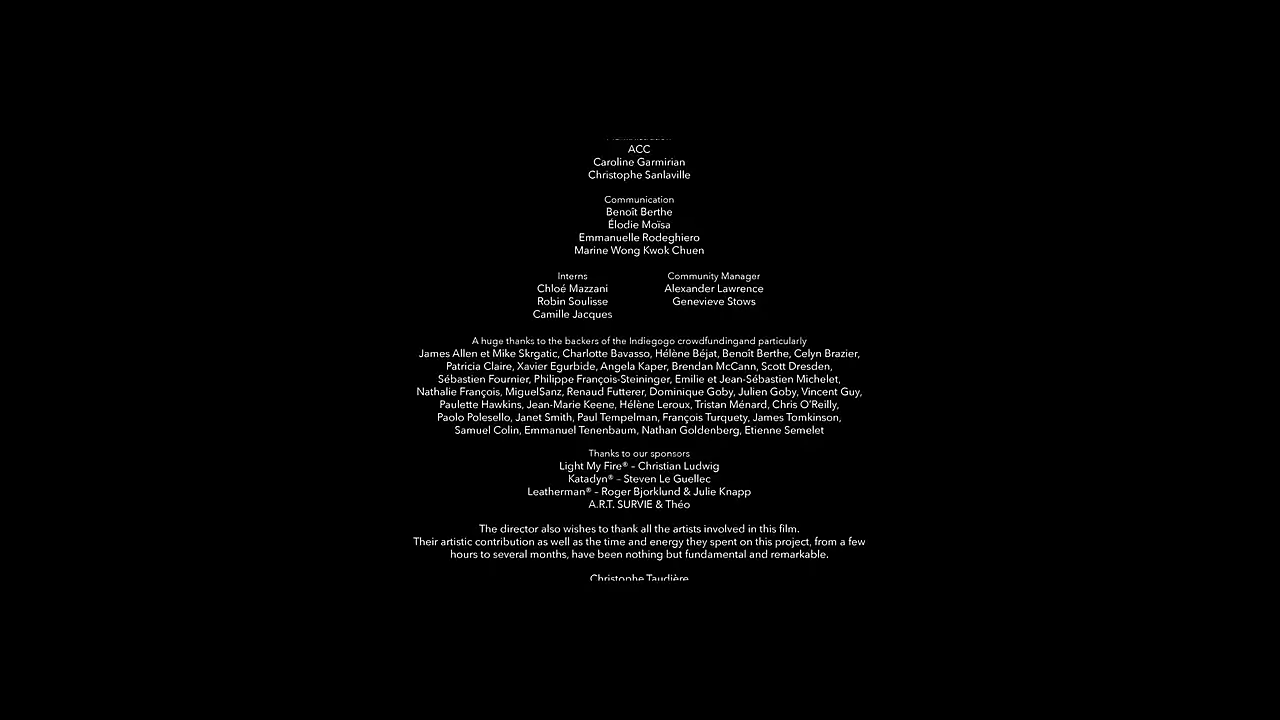 ACC
Caroline Garmirian
Christophe Sanlaville
Communication
Benoît Berthe
Élodie Moïsa
Emmanuelle Rodeghiero
Marine Wong Kwok Chuen
Interns
Chloé Mazzani
Robin Soulisse
Camille Jacques
Community Manager
Alexander Lawrence
Genevieve Stows
A huge thanks to the backers of the Indiegogo crowdfundingand particularly
James Allen et Mike Skrgatic, Charlotte Bavasso, Hélène Béjat, Benoît Berthe, Celyn Brazier,
Patricia Claire, Xavier Egurbide, Angela Kaper, Brendan McCann, Scott Dresden,
Sébastien Fournier, Philippe François-Steininger, Emilie et Jean-Sébastien Michelet,
Nathalie François, MiguelSanz, Renaud Futterer, Dominique Goby, Julien Goby, Vincent Guy,
Paulette Hawkins, Jean-Marie Keene, Hélène Leroux, Tristan Ménard, Chris O'Reilly,
Paolo Polesello, Janet Smith, Paul Tempelman, François Turquety, James Tomkinson,
Samuel Colin, Emmanuel Tenenbaum, Nathan Goldenberg, Etienne Semelet
Thanks to our sponsors
Light My Fire® – Christian Ludwig
Katadyn® – Steven Le Guellec
Leatherman® – Roger Bjorklund & Julie Knapp
A.R.T. SURVIE & Théo
The director also wishes to thank all the artists involved in this film.
Their artistic contribution as well as the time and energy they spent on this project, from a few
hours to several months, have been nothing but fundamental and remarkable.
Christophe Taudière